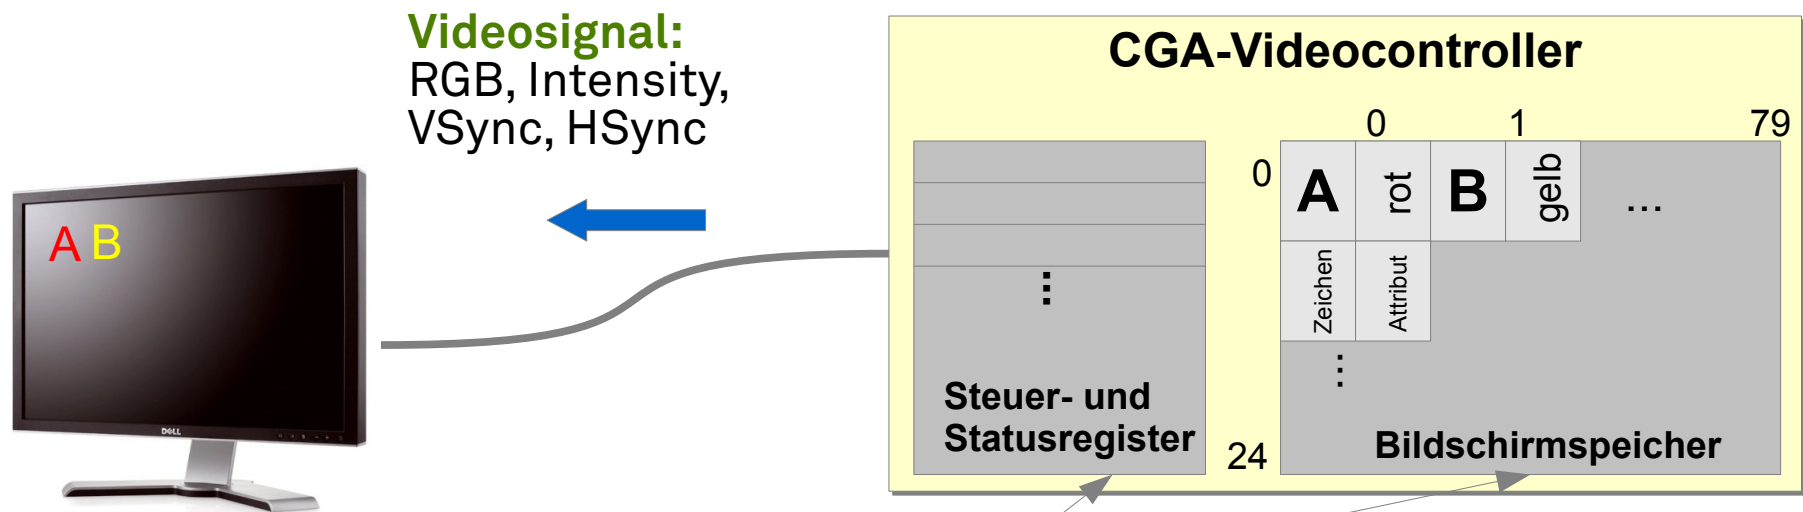 Videosignal:
RGB, Intensity,
VSync, HSync
A B
DELL
CGA-Videocontroller
0 1 79
0
A rot B gelb ...
Zeichen Attribut
...
...
Steuer- und
Statusregister
24
Bildschirmspeicher